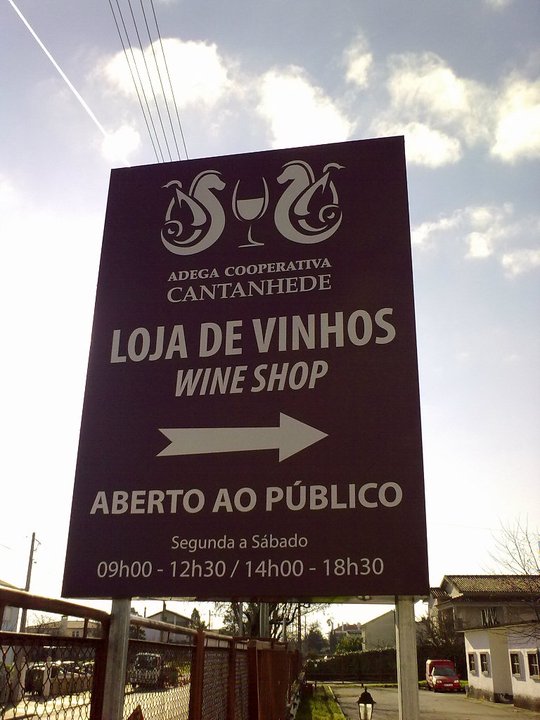 ADEGA COOPERATIVA
CANTANHEDE
LOJA DE VINHOS
WINE SHOP
ABERTO AO PÚBLICO
Segunda a Sábado
09h00 - 12h30 / 14h00 - 18h30